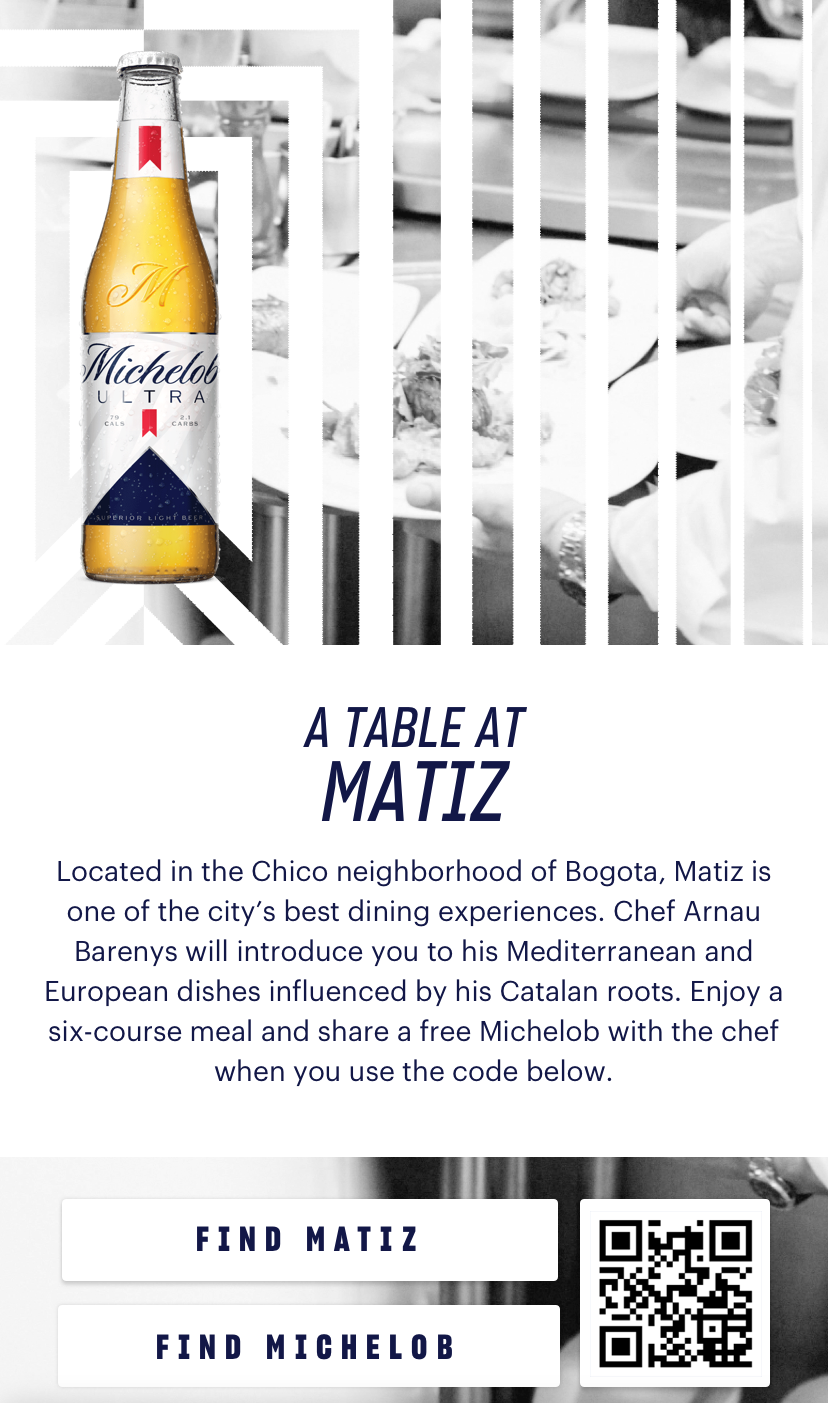 M
Michelob
ULTRA
79 CALS
2.1 CARBS
SUPERIOR LIGHT BEER
A TABLE AT
MATIZ
Located in the Chico neighborhood of Bogota, Matiz is
one of the city’s best dining experiences. Chef Arnau
Barenys will introduce you to his Mediterranean and
European dishes influenced by his Catalan roots. Enjoy a
six-course meal and share a free Michelob with the chef
when you use the code below.
FIND MATIZ
FIND MICHELOB